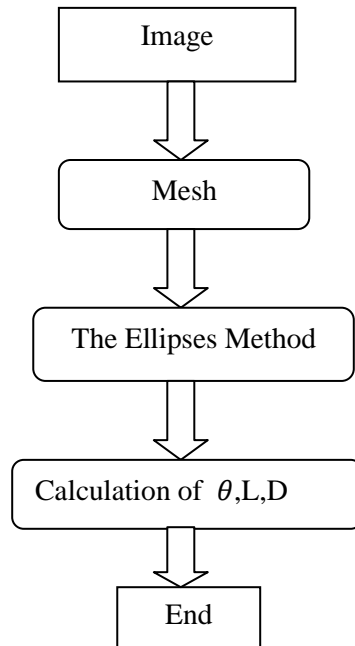 Image
Mesh
The Ellipses Method
Calculation of θ,L,D
End